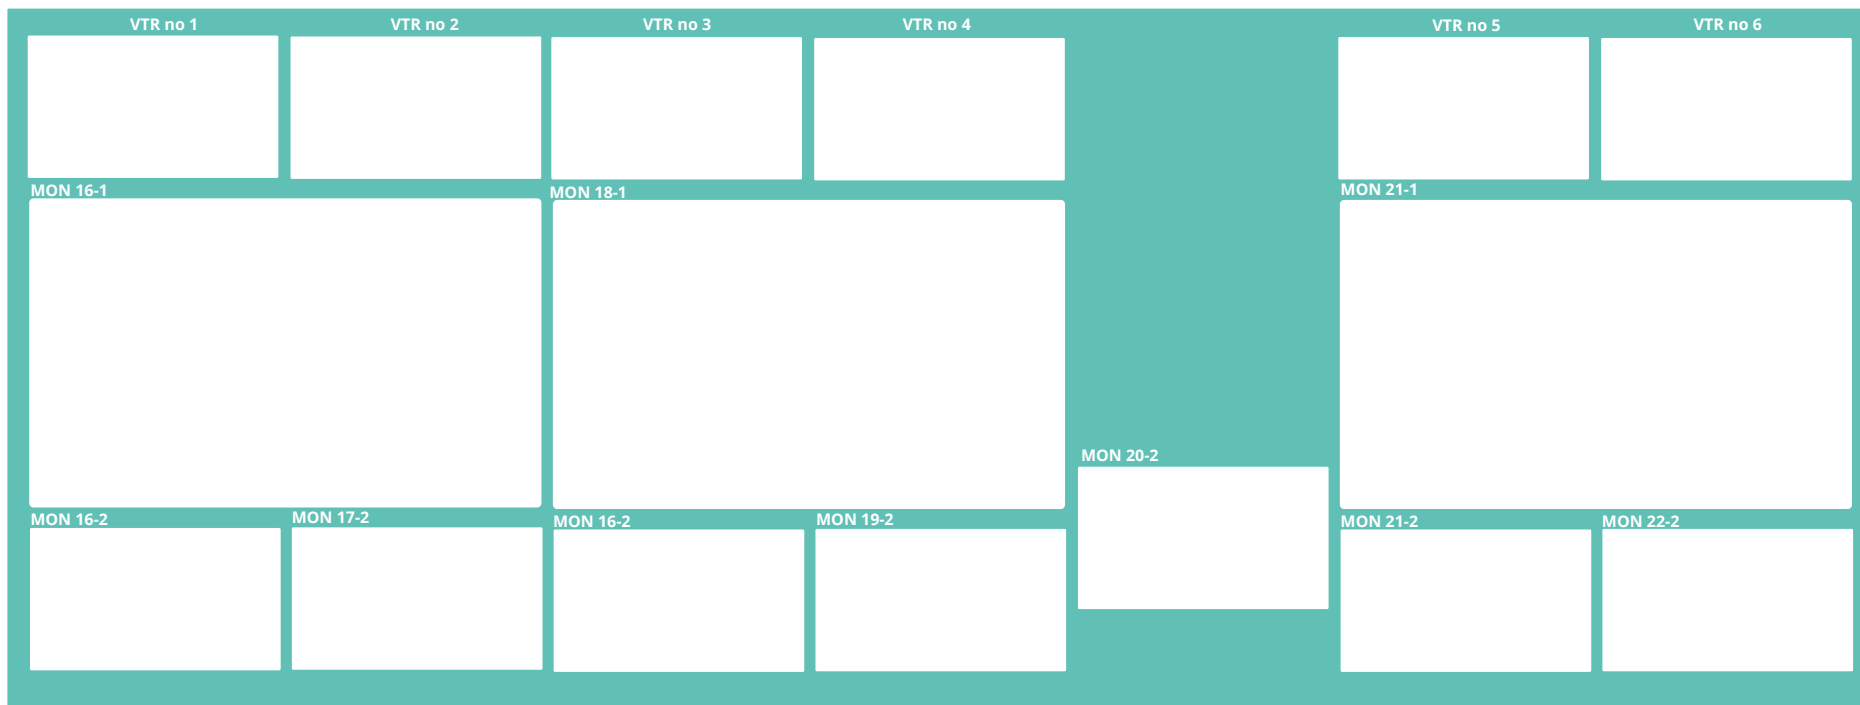 VTR no 1
VTR no 2
VTR no 3
VTR no 4
VTR no 5
VTR no 6
MON 16-1
MON 18-1
MON 21-1
MON 20-2
MON 16-2
MON 17-2
MON 16-2
MON 19-2
MON 21-2
MON 22-2